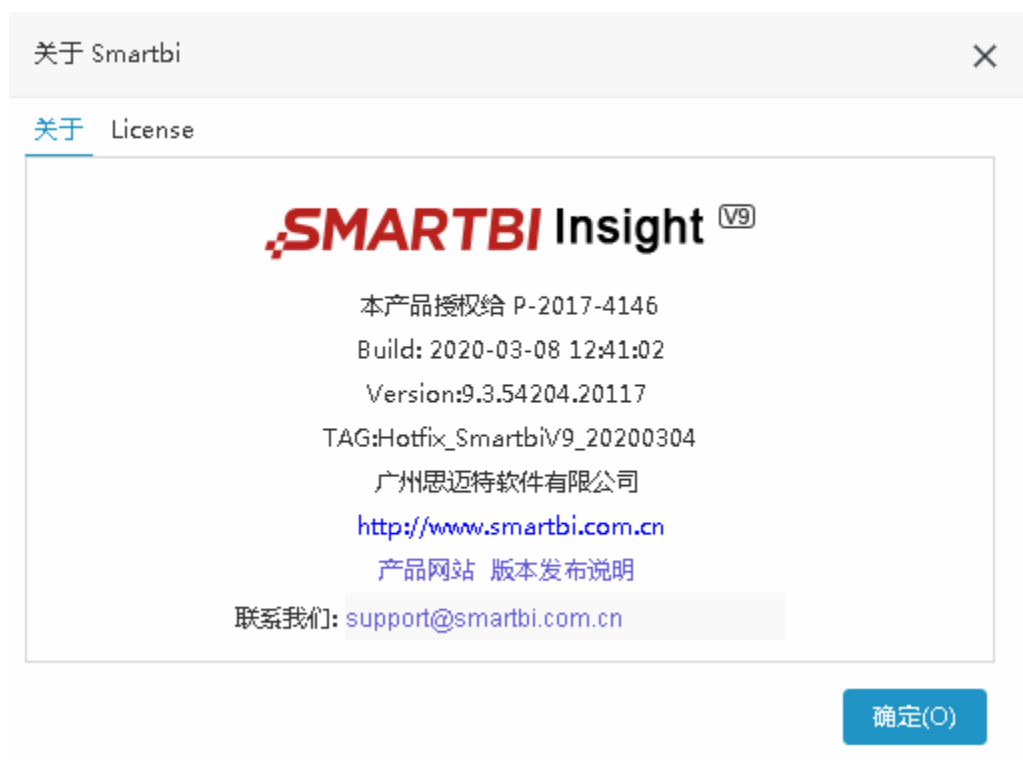 关于 Smartbi
关于 License
SMARTBI Insight V9
本产品授权给 P-2017-4146
Build: 2020-03-08 12:41:02
Version:9.3.54204.20117
TAG:Hotfix_SmartbiV9_20200304
广州思迈特软件有限公司
http://www.smartbi.com.cn
产品网站 版本发布说明
联系我们: support@smartbi.com.cn
确定(O)